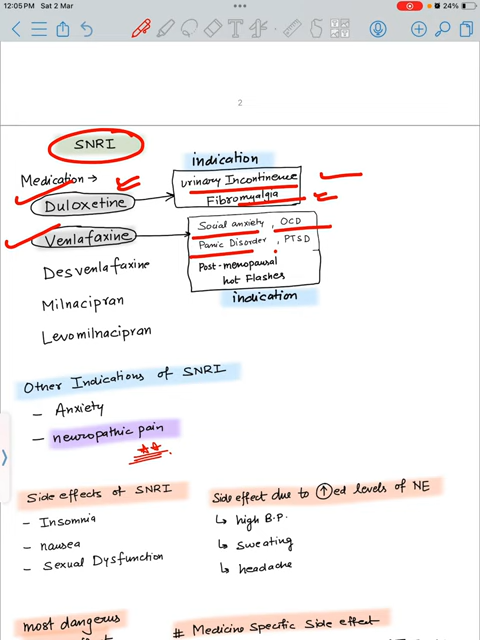 12:05 PM Sat 2 Mar
24%
2
SNRI
Medication →
indication
Duloxetine
urinary Incontinence
Fibromyalgia
Venlafaxine
Social anxiety, OCD
Panic Disorder, PTSD
Post-menopausal
hot Flashes
indication
Desvenlafaxine
Milnacipran
Levomilnacipran
Other Indications of SNRI
- Anxiety
- neuropathic pain
Side effects of SNRI
- Insomnia
- nausea
- Sexual Dysfunction
Side effect due to ↑ed levels of NE
↳ high B.P.
↳ sweating
↳ headache
most dangerous
# Medicine Specific Side effect